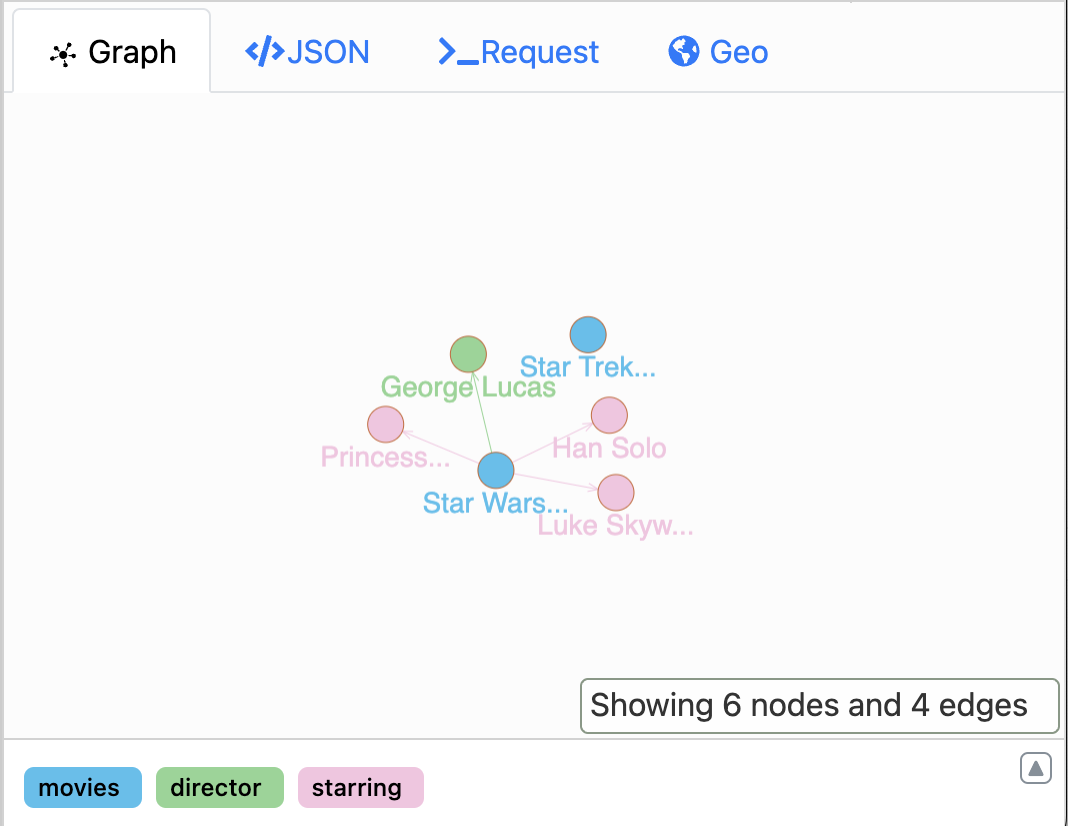 Graph
</>JSON
>_Request
Geo
Star Trek...
George Lucas
Han Solo
Princess...
Star Wars...
Luke Skyw...
Showing 6 nodes and 4 edges
movies
director
starring